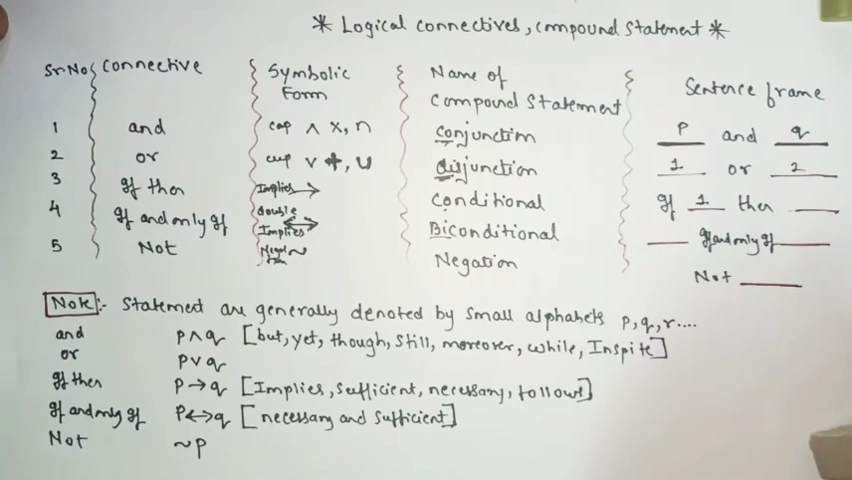 * Logical connectives, compound statement *
Sr.No Connective Symbolic Form Name of Compound Statement Sentence frame
1 and cap ∧ ×, ∩ conjunction p and q
2 or cup ∨ +, ∪ disjunction 1 or 2
3 If then Implies → Conditional If 1 then
4 If and only If double Implies ↔ Biconditional If and only If
5 Not Negation ~ Negation Not
Note:- Statement are generally denoted by small alphabets p, q, r....
and p∧q [but, yet, though, still, moreover, while, Inspite]
or p∨q
If then p→q [Implies, sufficient, necessary, follows]
If and only If p↔q [necessary and sufficient]
Not ~p